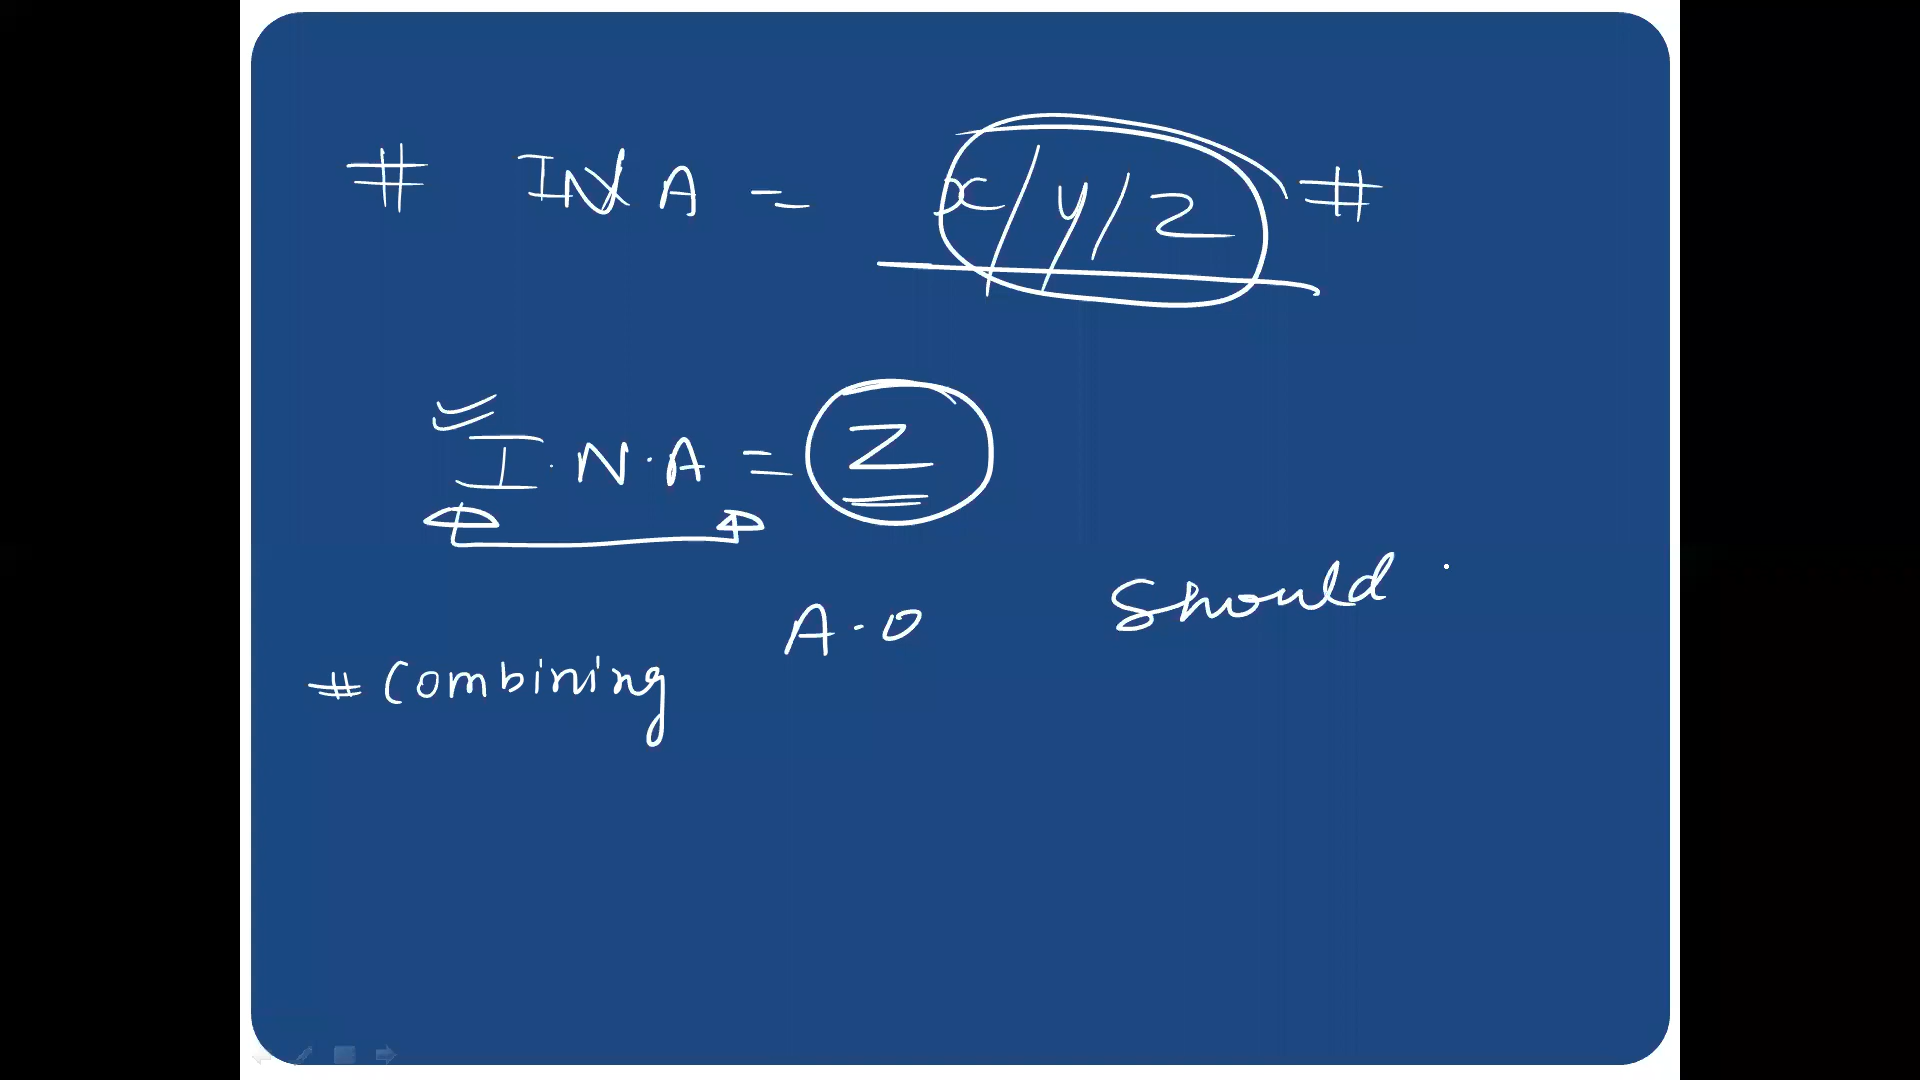 # INA = x/y/z #
I.N.A = Z
A.O Should
# Combining